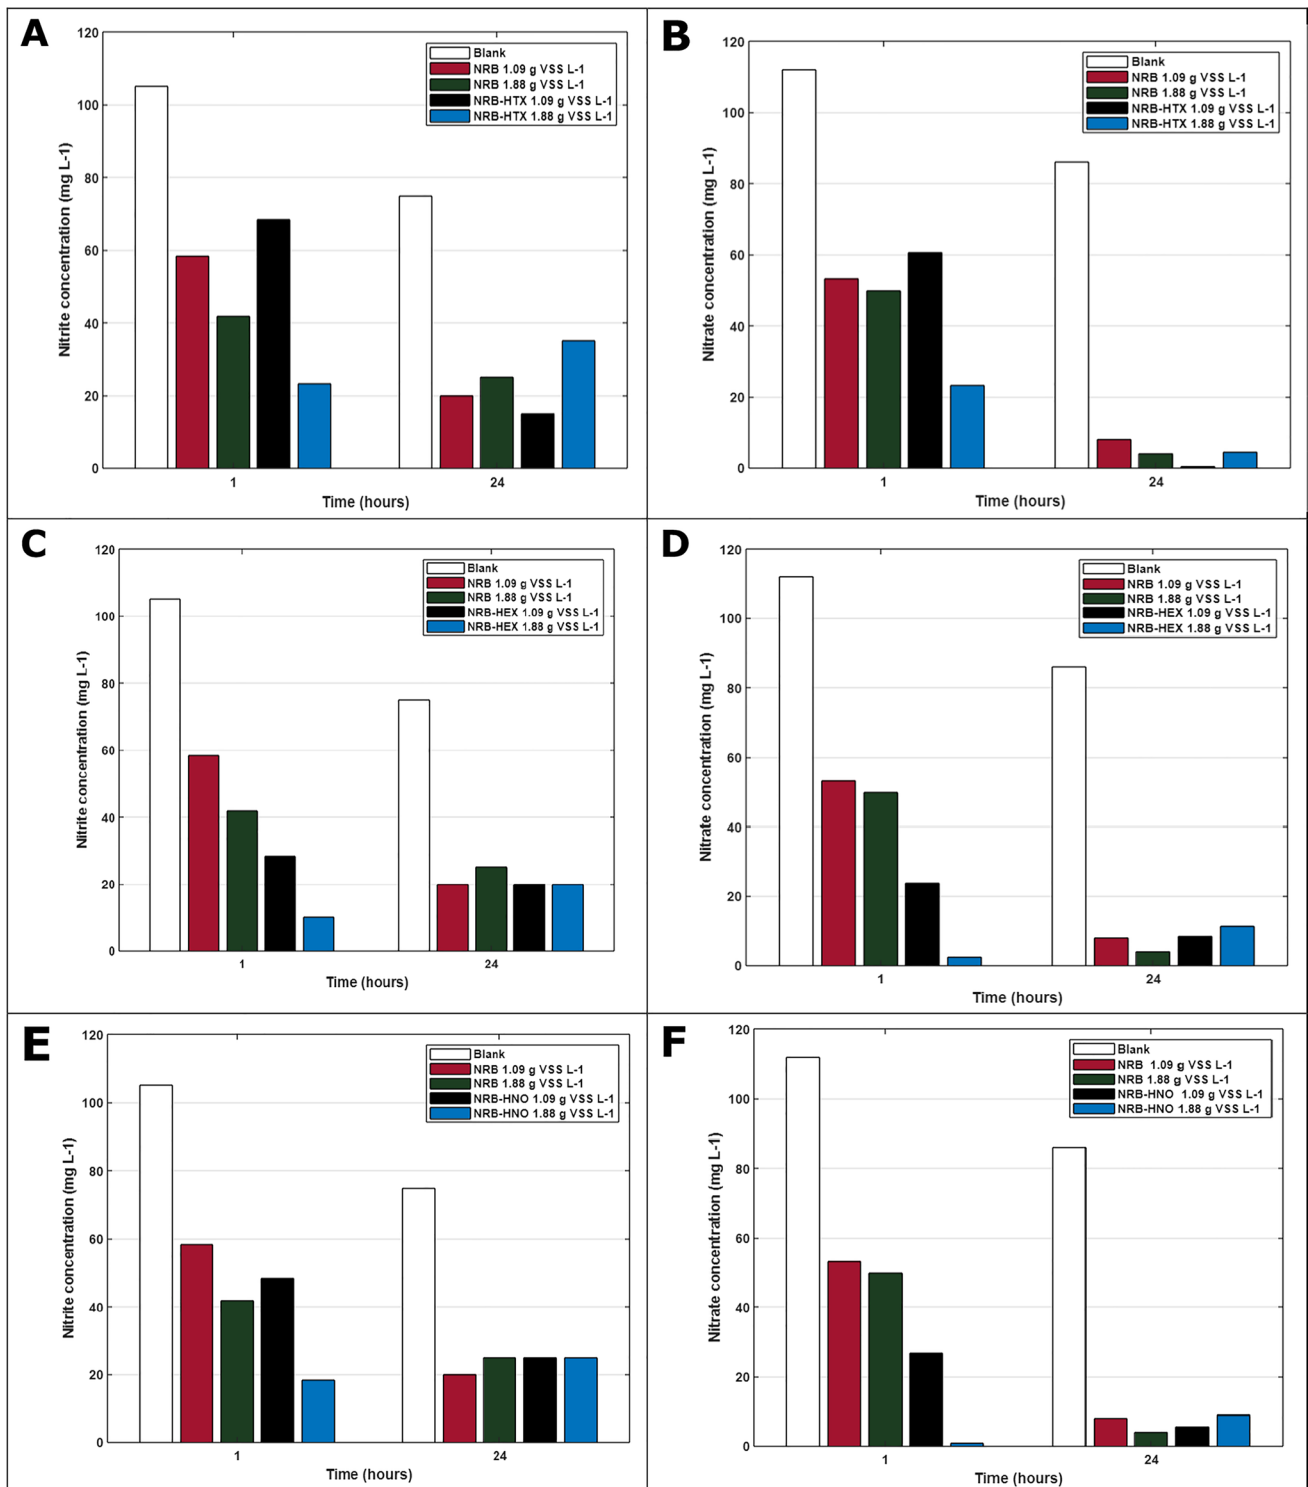 A
120
100
80
60
40
20
0
Nitrite concentration (mg L-1)
Blank
NRB 1.09 g VSS L-1
NRB 1.88 g VSS L-1
NRB-HTX 1.09 g VSS L-1
NRB-HTX 1.88 g VSS L-1
1
24
Time (hours)
B
120
100
80
60
40
20
0
Nitrate concentration (mg L-1)
Blank
NRB 1.09 g VSS L-1
NRB 1.88 g VSS L-1
NRB-HTX 1.09 g VSS L-1
NRB-HTX 1.88 g VSS L-1
1
24
Time (hours)
C
120
100
80
60
40
20
0
Nitrite concentration (mg L-1)
Blank
NRB 1.09 g VSS L-1
NRB 1.88 g VSS L-1
NRB-HEX 1.09 g VSS L-1
NRB-HEX 1.88 g VSS L-1
1
24
Time (hours)
D
120
100
80
60
40
20
0
Nitrate concentration (mg L-1)
Blank
NRB 1.09 g VSS L-1
NRB 1.88 g VSS L-1
NRB-HEX 1.09 g VSS L-1
NRB-HEX 1.88 g VSS L-1
1
24
Time (hours)
E
120
100
80
60
40
20
0
Nitrite concentration (mg L-1)
Blank
NRB 1.09 g VSS L-1
NRB 1.88 g VSS L-1
NRB-HNO 1.09 g VSS L-1
NRB-HNO 1.88 g VSS L-1
1
24
Time (hours)
F
120
100
80
60
40
20
0
Nitrate concentration (mg L-1)
Blank
NRB 1.09 g VSS L-1
NRB 1.88 g VSS L-1
NRB-HNO 1.09 g VSS L-1
NRB-HNO 1.88 g VSS L-1
1
24
Time (hours)